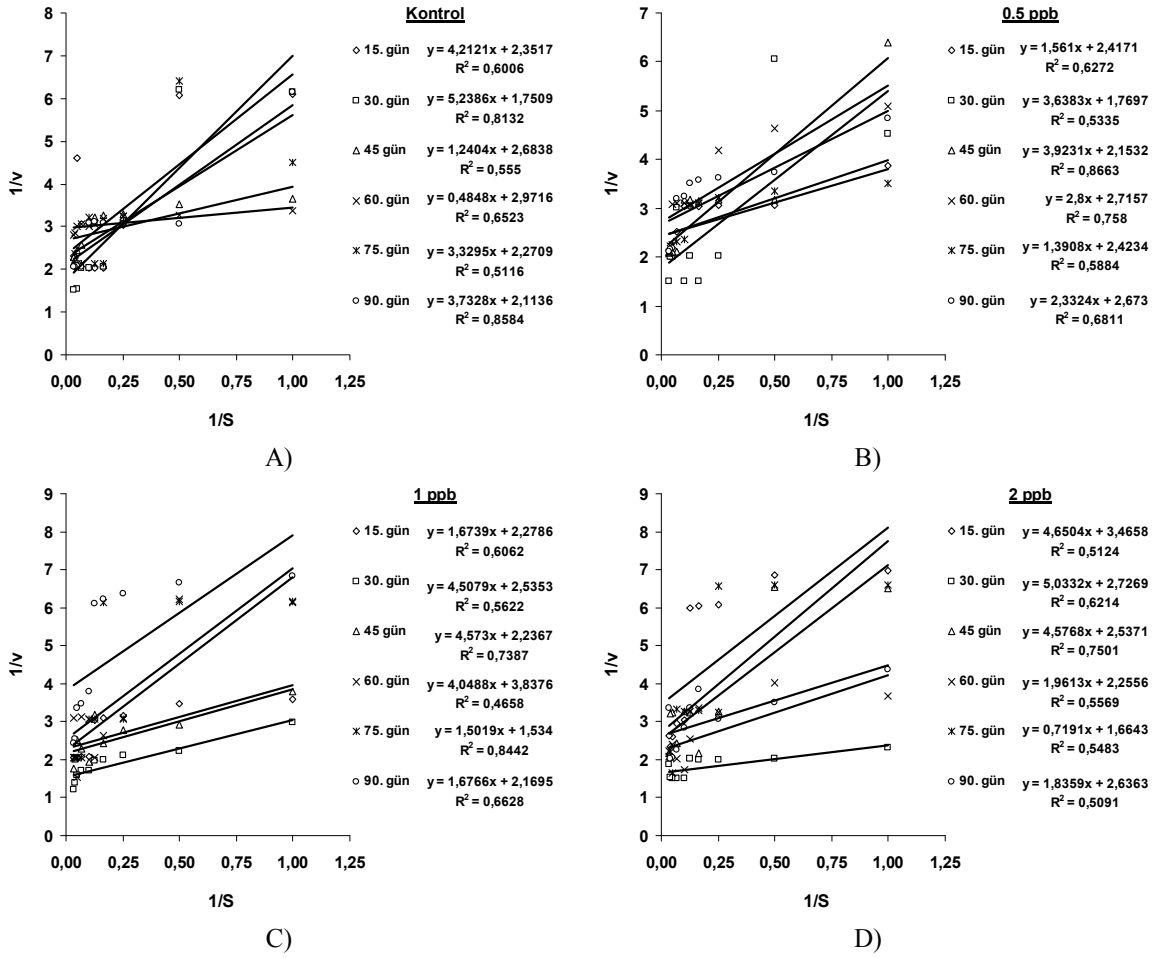 Kontrol
15. gün y = 4,2121x + 2,3517
R² = 0,6006
30. gün y = 5,2386x + 1,7509
R² = 0,8132
45 gün y = 1,2404x + 2,6838
R² = 0,555
60. gün y = 0,4848x + 2,9716
R² = 0,6523
75. gün y = 3,3295x + 2,2709
R² = 0,5116
90. gün y = 3,7328x + 2,1136
R² = 0,8584
8
7
6
5
4
3
2
1
0
1/v
0,00 0,25 0,50 0,75 1,00 1,25
1/S
A)
0.5 ppb
15. gün y = 1,561x + 2,4171
R² = 0,6272
30. gün y = 3,6383x + 1,7697
R² = 0,5335
45 gün y = 3,9231x + 2,1532
R² = 0,8663
60. gün y = 2,8x + 2,7157
R² = 0,758
75. gün y = 1,3908x + 2,4234
R² = 0,5884
90. gün y = 2,3324x + 2,673
R² = 0,6811
7
6
5
4
3
2
1
0
1/v
0,00 0,25 0,50 0,75 1,00 1,25
1/S
B)
1 ppb
15. gün y = 1,6739x + 2,2786
R² = 0,6062
30. gün y = 4,5079x + 2,5353
R² = 0,5622
45 gün y = 4,573x + 2,2367
R² = 0,7387
60. gün y = 4,0488x + 3,8376
R² = 0,4658
75. gün y = 1,5019x + 1,534
R² = 0,8442
90. gün y = 1,6766x + 2,1695
R² = 0,6628
9
8
7
6
5
4
3
2
1
0
1/v
0,00 0,25 0,50 0,75 1,00 1,25
1/S
C)
2 ppb
15. gün y = 4,6504x + 3,4658
R² = 0,5124
30. gün y = 5,0332x + 2,7269
R² = 0,6214
45 gün y = 4,5768x + 2,5371
R² = 0,7501
60. gün y = 1,9613x + 2,2556
R² = 0,5569
75. gün y = 0,7191x + 1,6643
R² = 0,5483
90. gün y = 1,8359x + 2,6363
R² = 0,5091
9
8
7
6
5
4
3
2
1
0
1/v
0,00 0,25 0,50 0,75 1,00 1,25
1/S
D)